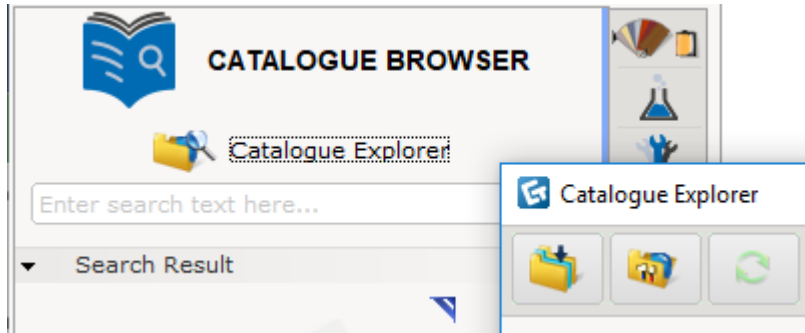 CATALOGUE BROWSER
Catalogue Explorer
Enter search text here...
Catalogue Explorer
Search Result